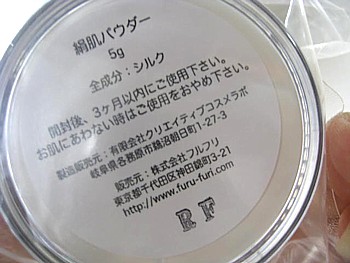 絹肌パウダー
5g
全成分：シルク
開封後、3ヶ月以内にご使用下さい。
お肌にあわない時はご使用をおやめ下さい。
製造販売元：有限会社クリエイティブコスメラボ
岐阜県各務原市鵜沼朝日町1-27-3
販売元：株式会社フルフリ
東京都千代田区神田錦町3-21
http://www.furu-furi.com
R F